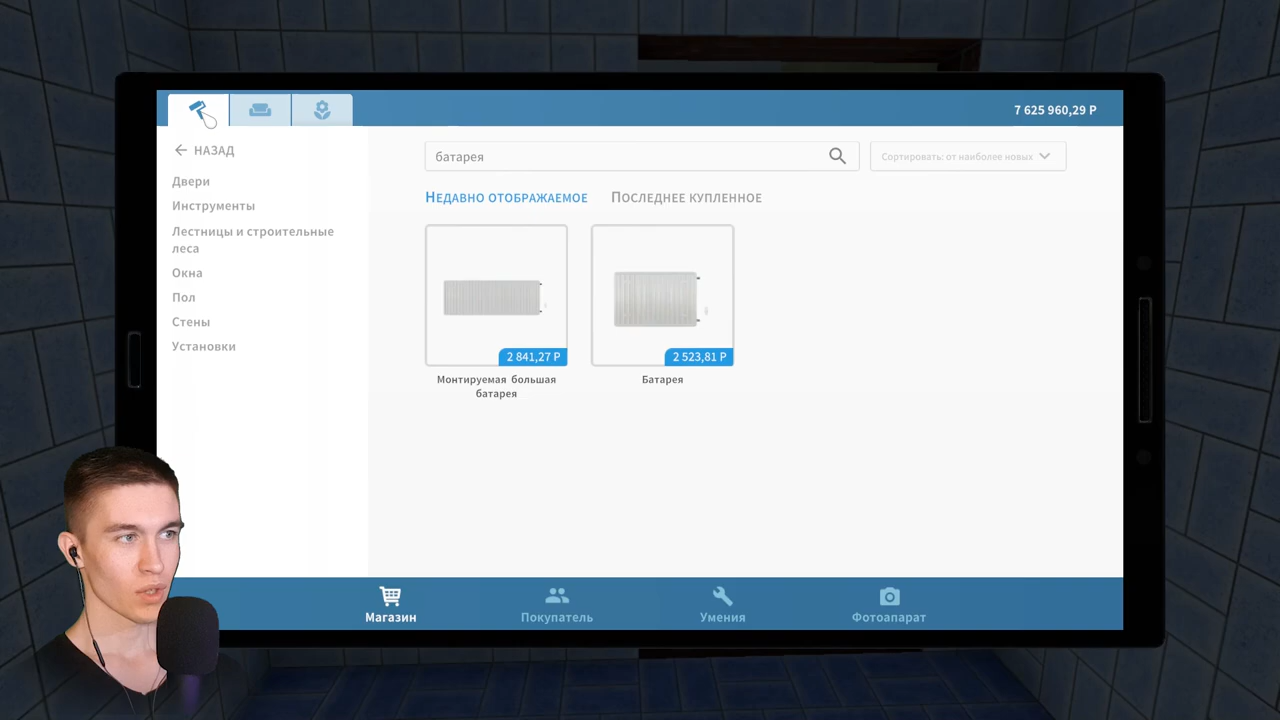 7 625 960,29 Р
НАЗАД
Двери
Инструменты
Лестницы и строительные
леса
Окна
Пол
Стены
Установки
батарея
Сортировать: от наиболее новых
НЕДАВНО ОТОБРАЖАЕМОЕ
ПОСЛЕДНЕЕ КУПЛЕННОЕ
2 841,27 Р
Монтируемая большая
батарея
2 523,81 Р
Батарея
Магазин
Покупатель
Умения
Фотоапарат